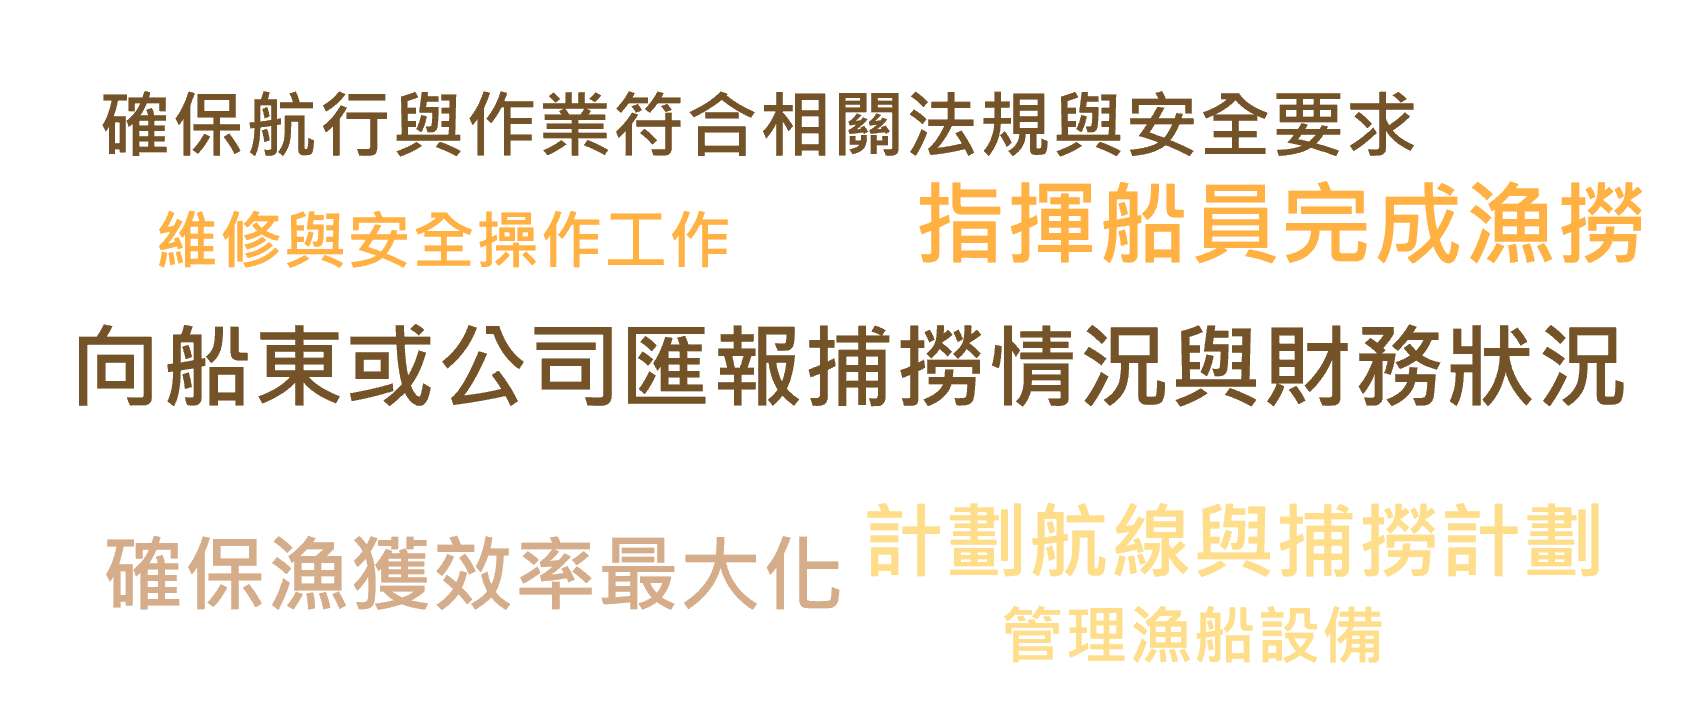 確保航行與作業符合相關法規與安全要求
維修與安全操作工作
指揮船員完成漁撈
向船東或公司匯報捕撈情況與財務狀況
確保漁獲效率最大化
計劃航線與捕撈計劃
管理漁船設備